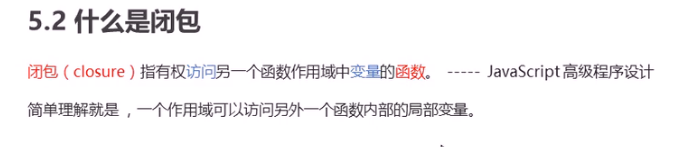 5.2 什么是闭包
闭包（closure）指有权访问另一个函数作用域中变量的函数。 ----- JavaScript 高级程序设计
简单理解就是 ，一个作用域可以访问另外一个函数内部的局部变量。